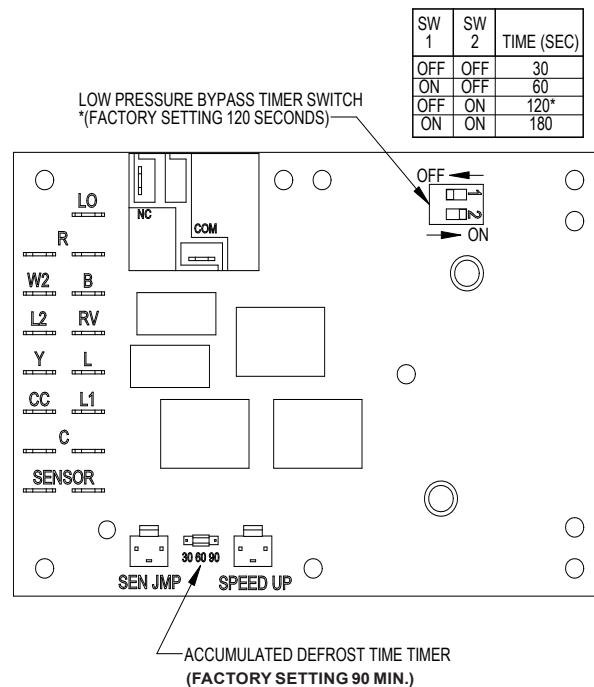 SW 1 SW 2 TIME (SEC)
OFF OFF 30
ON OFF 60
OFF ON 120*
ON ON 180
LOW PRESSURE BYPASS TIMER SWITCH
*(FACTORY SETTING 120 SECONDS)
OFF
1
2
ON
NC
COM
LO
R
W2 B
L2 RV
Y L
CC L1
C
SENSOR
30 60 90
SEN JMP SPEED UP
ACCUMULATED DEFROST TIME TIMER
(FACTORY SETTING 90 MIN.)